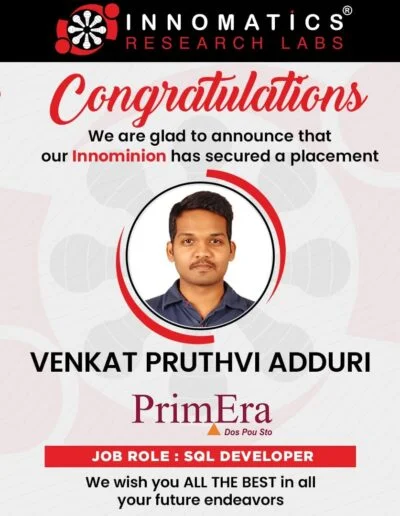 INNOMATICS®
RESEARCH LABS
Congratulations
We are glad to announce that
our Innominion has secured a placement
VENKAT PRUTHVI ADDURI
PrimEra
Dos Pou Sto
JOB ROLE : SQL DEVELOPER
We wish you ALL THE BEST in all
your future endeavors